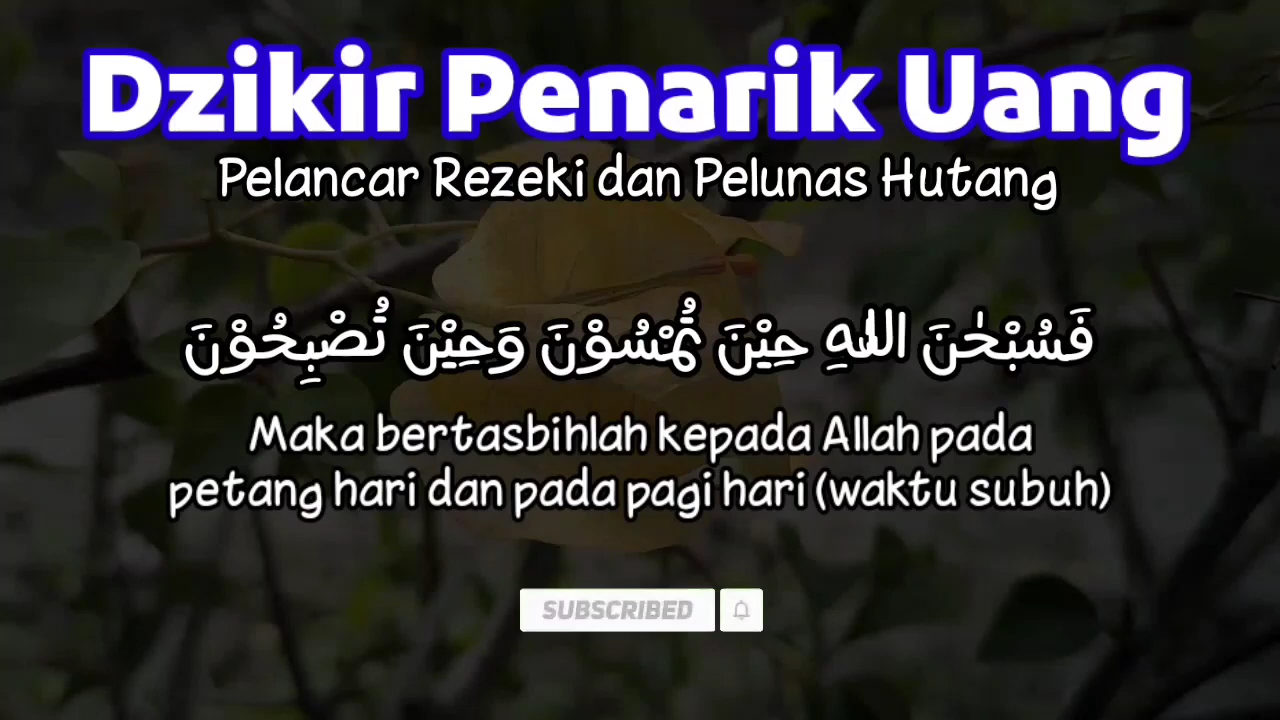 Dzikir Penarik Uang
Pelancar Rezeki dan Pelunas Hutang
فَسُبْحٰنَ اللّٰهِ حِيْنَ تُمْسُوْنَ وَحِيْنَ تُصْبِحُوْنَ
Maka bertasbihlah kepada Allah pada
petang hari dan pada pagi hari (waktu subuh)
SUBSCRIBED